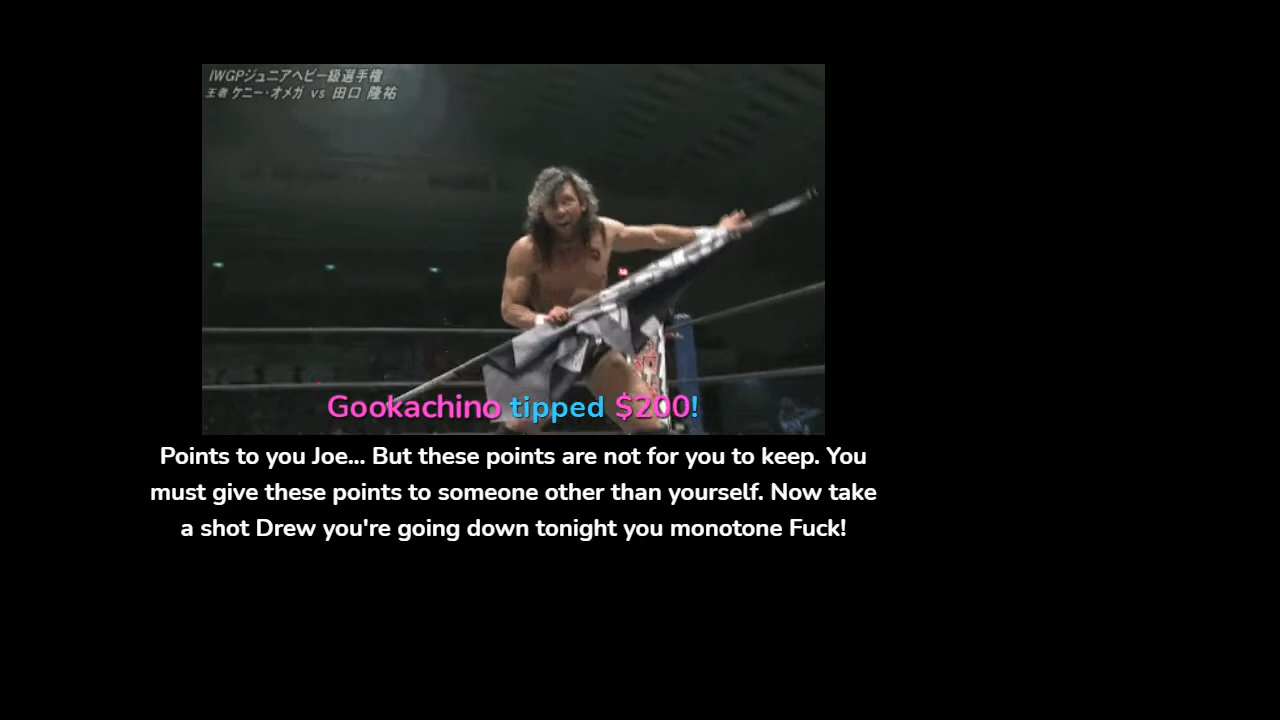 IWGPジュニアヘビー級選手権
王者 ケニー・オメガ vs 田口 隆祐
Gookachino tipped $200!
Points to you Joe... But these points are not for you to keep. You
must give these points to someone other than yourself. Now take
a shot Drew you're going down tonight you monotone Fuck!